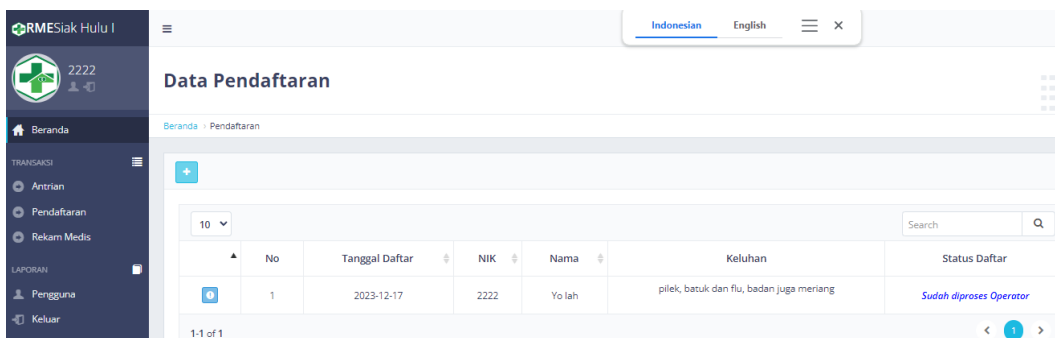 RMESiak Hulu I
Indonesian English
2222
Data Pendaftaran
Beranda
Beranda › Pendaftaran
TRANSAKSI
Antrian
Pendaftaran
Rekam Medis
LAPORAN
Pengguna
Keluar
10
Search
No Tanggal Daftar NIK Nama Keluhan Status Daftar
1 2023-12-17 2222 Yo lah pilek, batuk dan flu, badan juga meriang Sudah diproses Operator
1-1 of 1
1